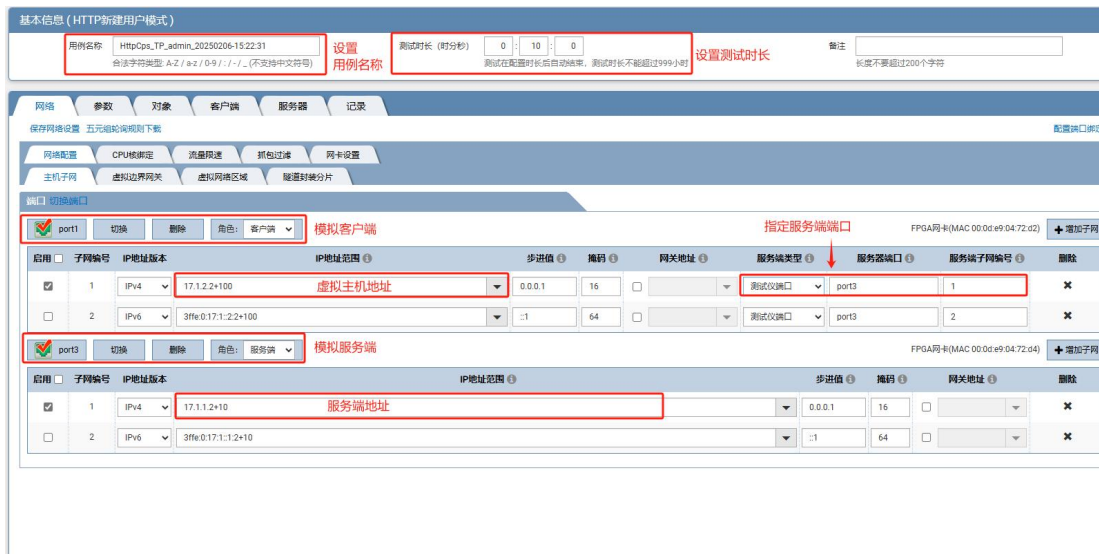 基本信息 ( HTTP新建用户模式 )
用例名称 HttpCps_TP_admin_20250206-15:22:31 设置 用例名称 测试时长 (时分秒) 0 : 10 : 0 设置测试时长 备注
合法字符类型: A-Z / a-z / 0-9 / : / - / _ (不支持中文符号) 测试在配置时长后自动结束，测试时长不能超过999小时 长度不要超过200个字符
网络 参数 对象 客户端 服务器 记录
保存网络设置 五元组轮询规则下载 配置端口绑定
网络配置 CPU核绑定 流量限速 抓包过滤 网卡设置
主机子网 虚拟边界网关 虚拟网络区域 隧道封装分片
端口 切换端口
port1 切换 删除 角色: 客户端 模拟客户端 指定服务端端口 FPGA网卡(MAC 00:0d:e9:04:72:d2) 增加子网
启用 子网编号 IP地址版本 IP地址范围 步进值 掩码 网关地址 服务端类型 服务器端口 服务端子网编号 删除
1 IPv4 17.1.2.2+100 虚拟主机地址 0.0.0.1 16 测试仪端口 port3 1
2 IPv6 3ffe:0:17:1::2:2+100 ::1 64 测试仪端口 port3 2
port3 切换 删除 角色: 服务端 模拟服务端 FPGA网卡(MAC 00:0d:e9:04:72:d4) 增加子网
启用 子网编号 IP地址版本 IP地址范围 步进值 掩码 网关地址 删除
1 IPv4 17.1.1.2+10 服务端地址 0.0.0.1 16
2 IPv6 3ffe:0:17:1::1:2+10 ::1 64